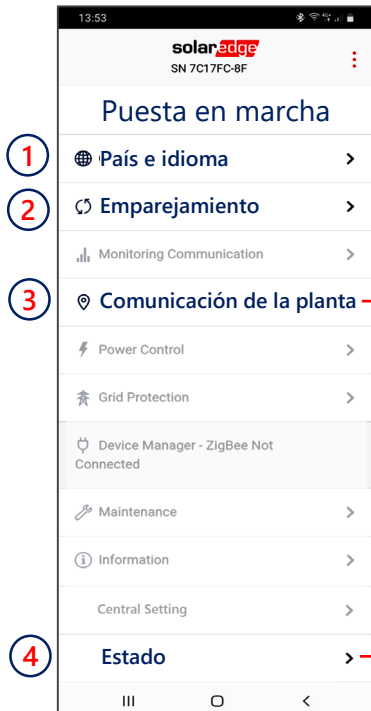 13:53
solaredge
SN 7C17FC-8F
Puesta en marcha
1
País e idioma
2
Emparejamiento
Monitoring Communication
3
Comunicación de la planta
Power Control
Grid Protection
Device Manager - ZigBee Not
Connected
Maintenance
Information
Central Setting
4
Estado